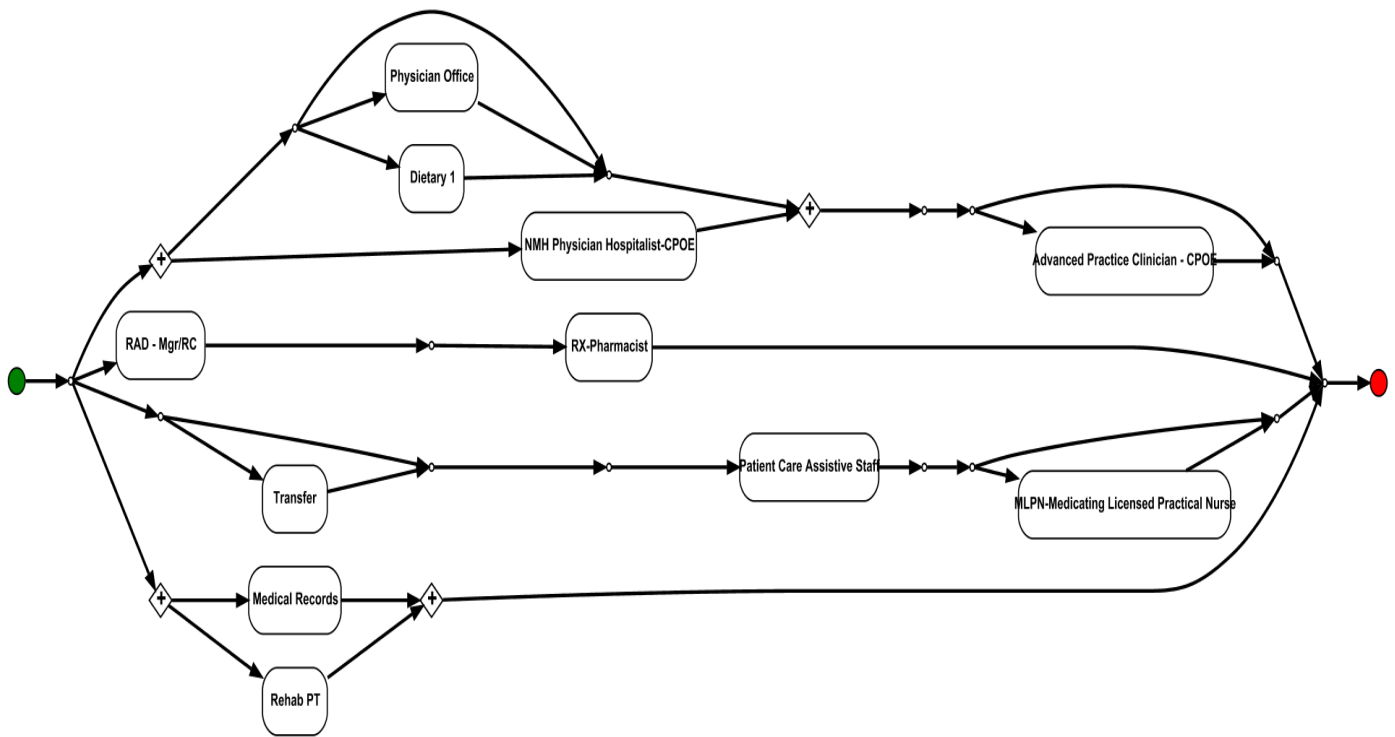 Physician Office
Dietary 1
+
NMH Physician Hospitalist-CPOE
+
Advanced Practice Clinician - CPOE
RAD - Mgr/RC
RX-Pharmacist
Patient Care Assistive Staff
Transfer
MLPN-Medicating Licensed Practical Nurse
+
Medical Records
+
Rehab PT